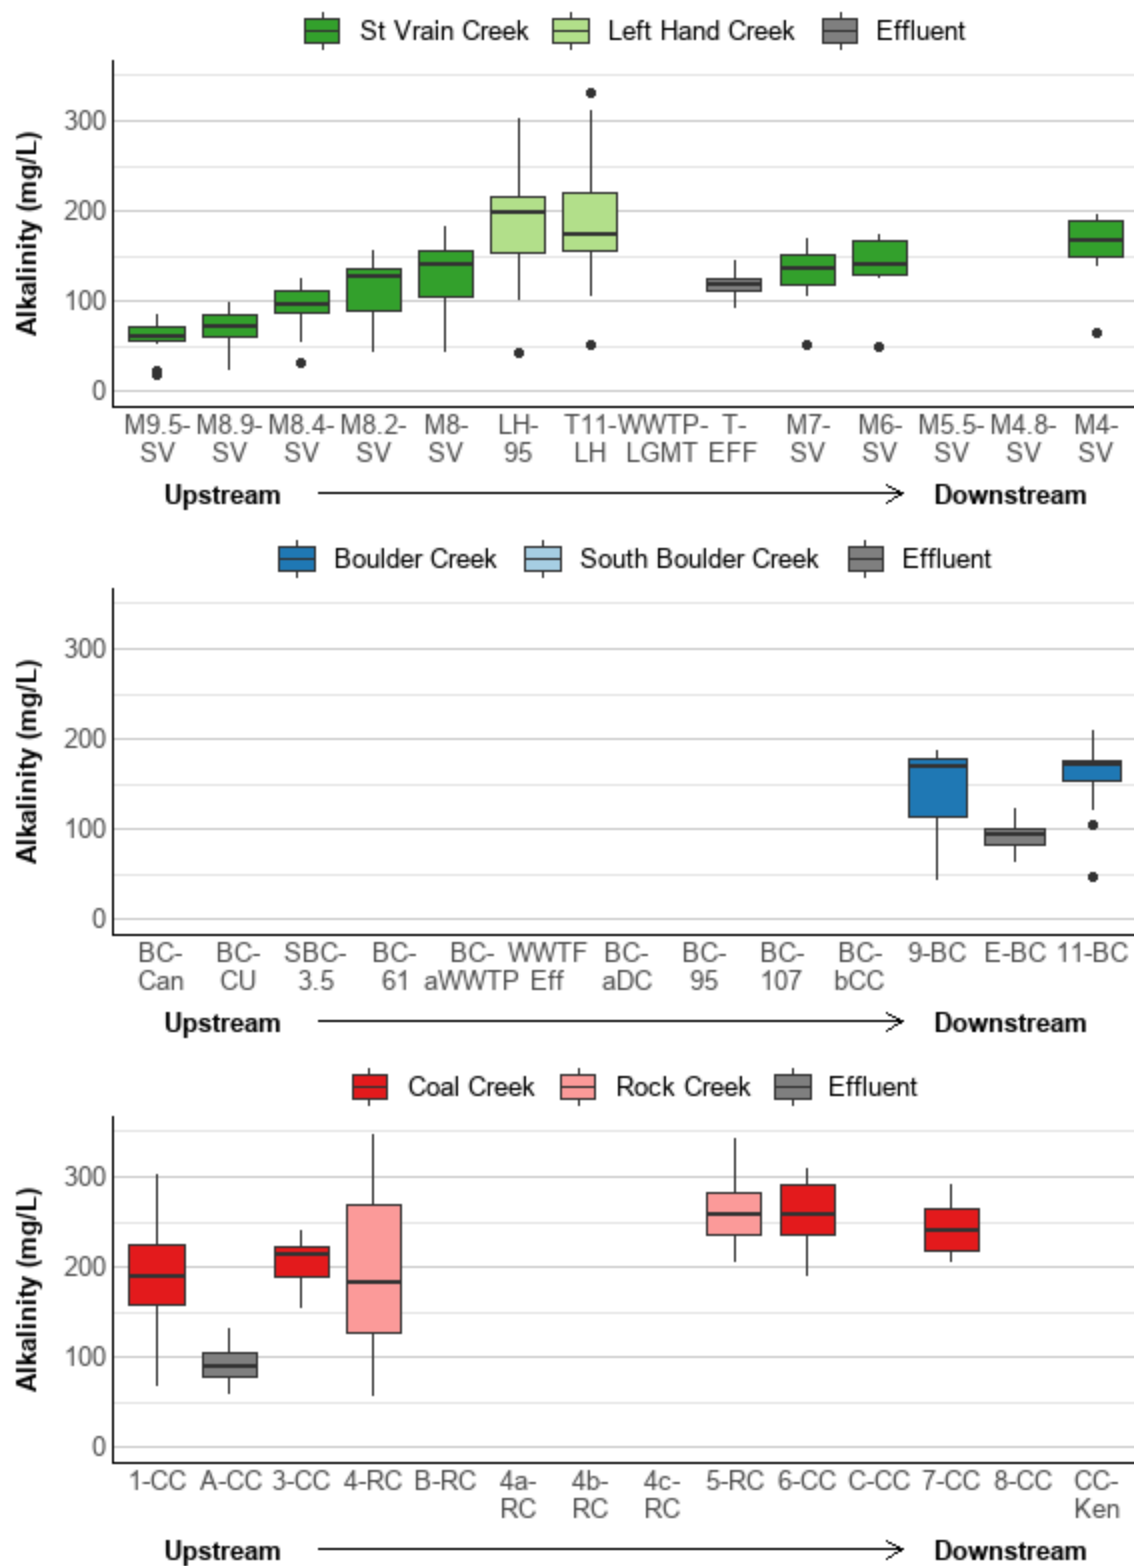 St Vrain Creek Left Hand Creek Effluent
Alkalinity (mg/L)
300
200
100
0
M9.5-SV M8.9-SV M8.4-SV M8.2-SV M8-SV LH-95 T11-LH WWTP-LGMT T-EFF M7-SV M6-SV M5.5-SV M4.8-SV M4-SV
Upstream Downstream
Boulder Creek South Boulder Creek Effluent
Alkalinity (mg/L)
300
200
100
0
BC-Can BC-CU SBC-3.5 BC-61 BC-aWWTP WWTF Eff BC-aDC BC-95 BC-107 BC-bCC 9-BC E-BC 11-BC
Upstream Downstream
Coal Creek Rock Creek Effluent
Alkalinity (mg/L)
300
200
100
0
1-CC A-CC 3-CC 4-RC B-RC 4a-RC 4b-RC 4c-RC 5-RC 6-CC C-CC 7-CC 8-CC CC-Ken
Upstream Downstream